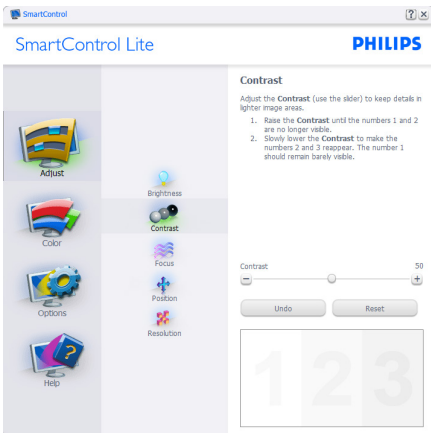 SmartControl
SmartControl Lite
PHILIPS
Adjust
Color
Options
Help
Brightness
Contrast
Focus
Position
Resolution
Contrast
Adjust the Contrast (use the slider) to keep details in
lighter image areas.
1. Raise the Contrast until the numbers 1 and 2
are no longer visible.
2. Slowly lower the Contrast to make the
numbers 2 and 3 reappear. The number 1
should remain barely visible.
Contrast 50
Undo Reset
1 2 3